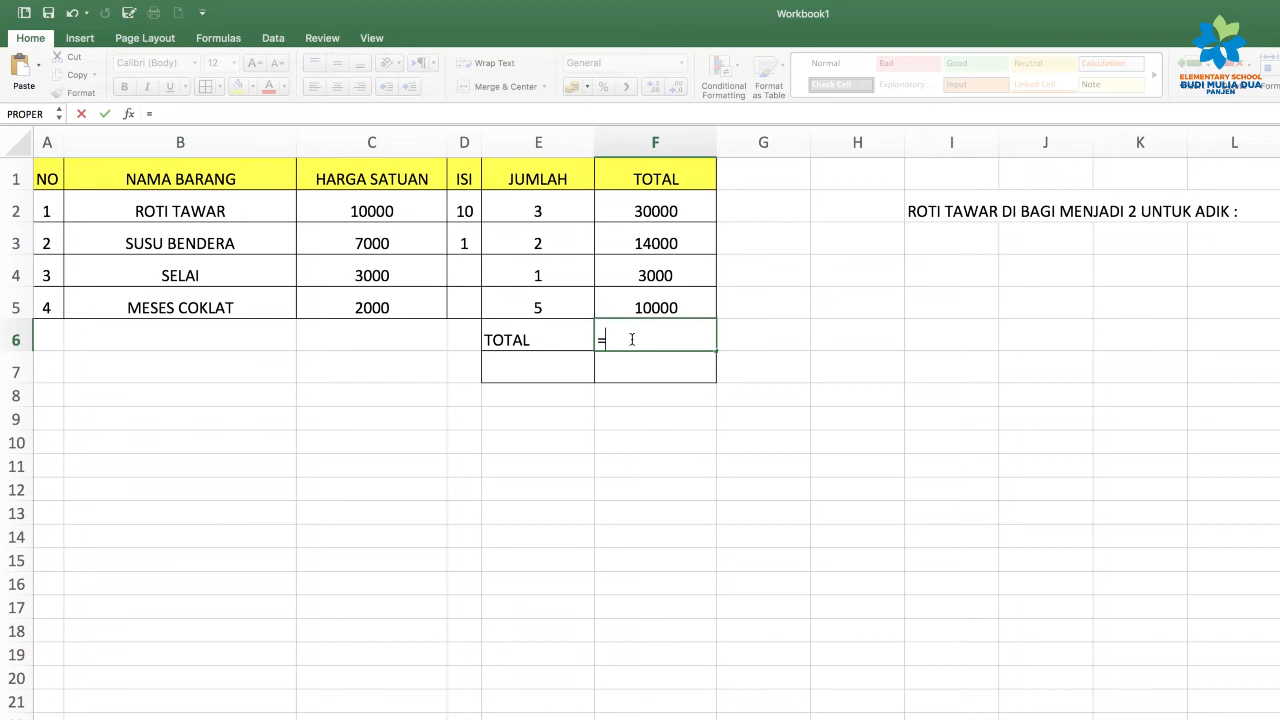 Workbook1
Home Insert Page Layout Formulas Data Review View
ELEMENTARY SCHOOL
BUDI MULIA DUA
PANJEN
Paste
Cut
Copy
Format
Calibri (Body) 12 A A
B I U A
Wrap Text
Merge & Center
General
%
Conditional Formatting
Format as Table
Normal Bad Good Neutral Calculation
Check Cell Explanatory... Input Linked Cell Note
PROPER fx =
A B C D E F G H I J K L
1 NO NAMA BARANG HARGA SATUAN ISI JUMLAH TOTAL
2 1 ROTI TAWAR 10000 10 3 30000 ROTI TAWAR DI BAGI MENJADI 2 UNTUK ADIK :
3 2 SUSU BENDERA 7000 1 2 14000
4 3 SELAI 3000 1 3000
5 4 MESES COKLAT 2000 5 10000
6 TOTAL =
7
8
9
10
11
12
13
14
15
16
17
18
19
20
21